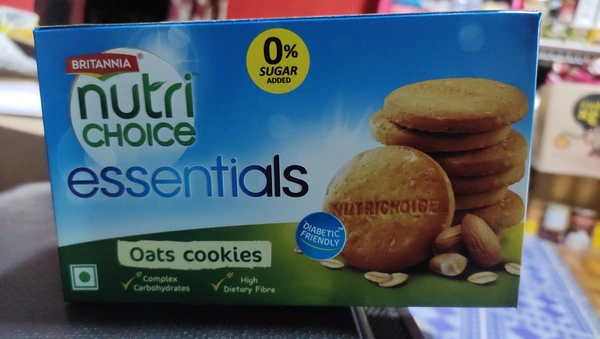 BRITANNIA
nutri
CHOICE
essentials
0%
SUGAR
ADDED
NUTRICHOICE
DIABETIC
FRIENDLY
Oats cookies
Complex
Carbohydrates
High
Dietary Fibre